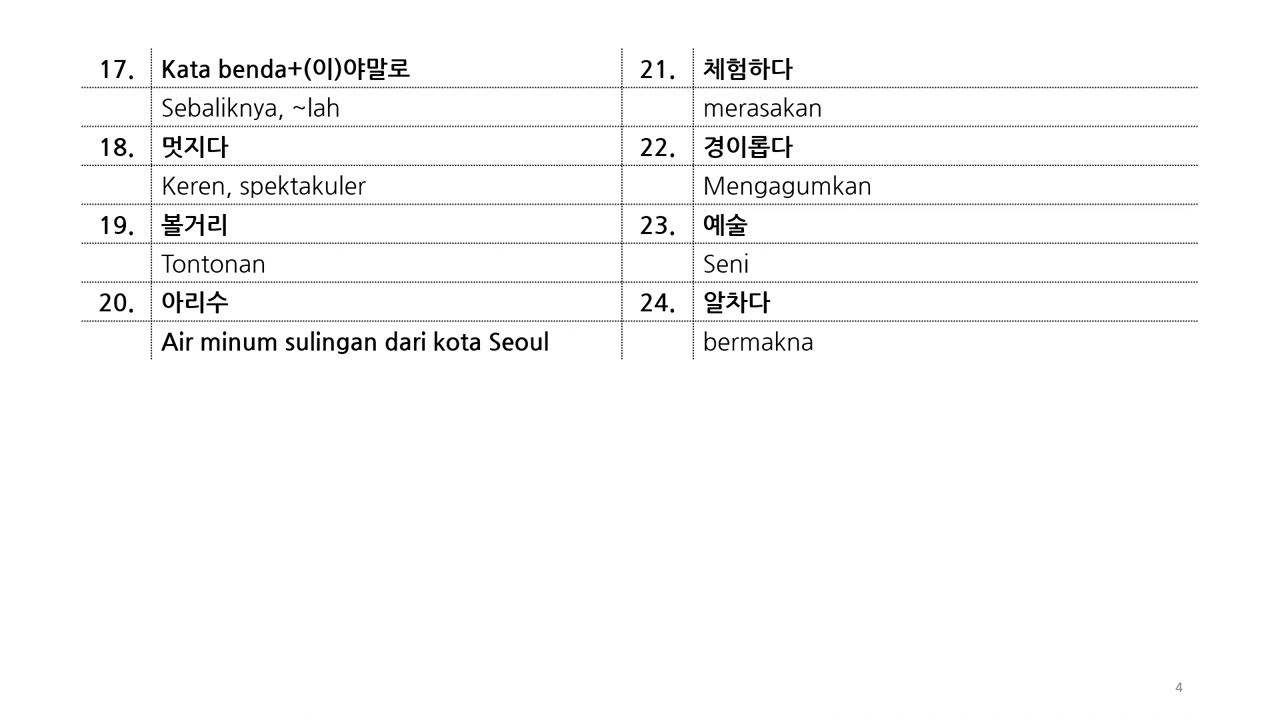 17. Kata benda+(이)야말로
Sebaliknya, ~lah
18. 멋지다
Keren, spektakuler
19. 볼거리
Tontonan
20. 아리수
Air minum sulingan dari kota Seoul
21. 체험하다
merasakan
22. 경이롭다
Mengagumkan
23. 예술
Seni
24. 알차다
bermakna
4